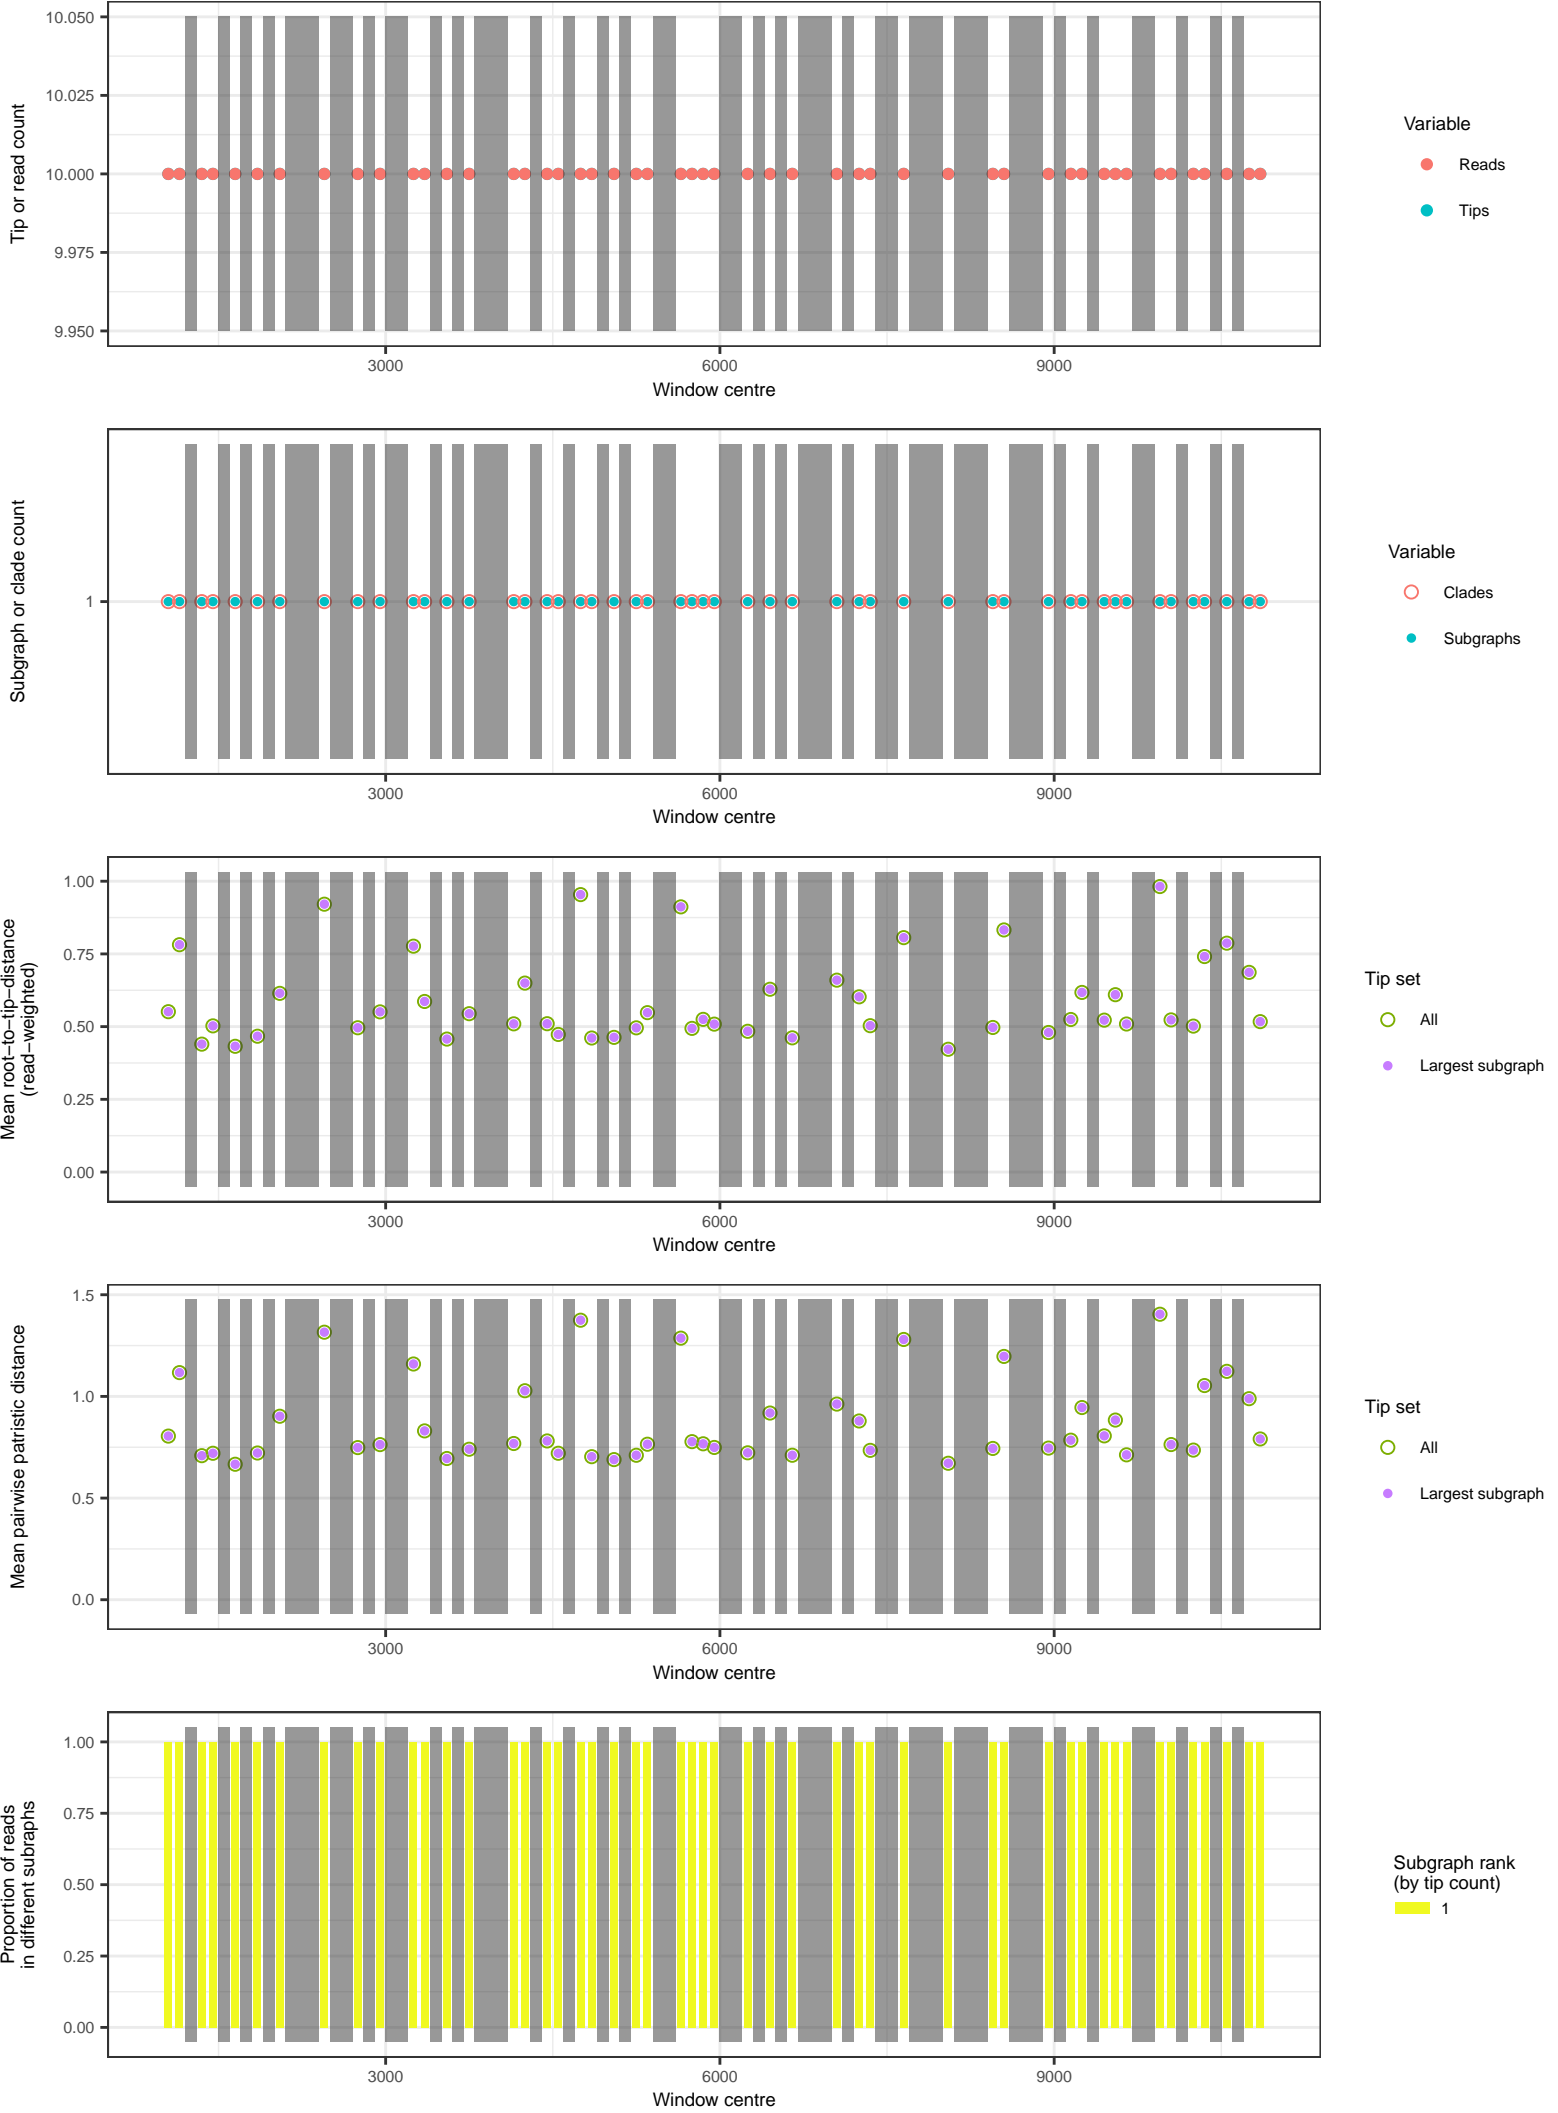 10.050
10.025
10.000
9.975
9.950
Tip or read count
3000
6000
9000
Window centre
Variable
Reads
Tips
1
Subgraph or clade count
3000
6000
9000
Window centre
Variable
Clades
Subgraphs
1.00
0.75
0.50
0.25
0.00
Mean root−to−tip−distance
(read−weighted)
3000
6000
9000
Window centre
Tip set
All
Largest subgraph
1.5
1.0
0.5
0.0
Mean pairwise patristic distance
3000
6000
9000
Window centre
Tip set
All
Largest subgraph
1.00
0.75
0.50
0.25
0.00
Proportion of reads
in different subraphs
3000
6000
9000
Window centre
Subgraph rank
(by tip count)
1